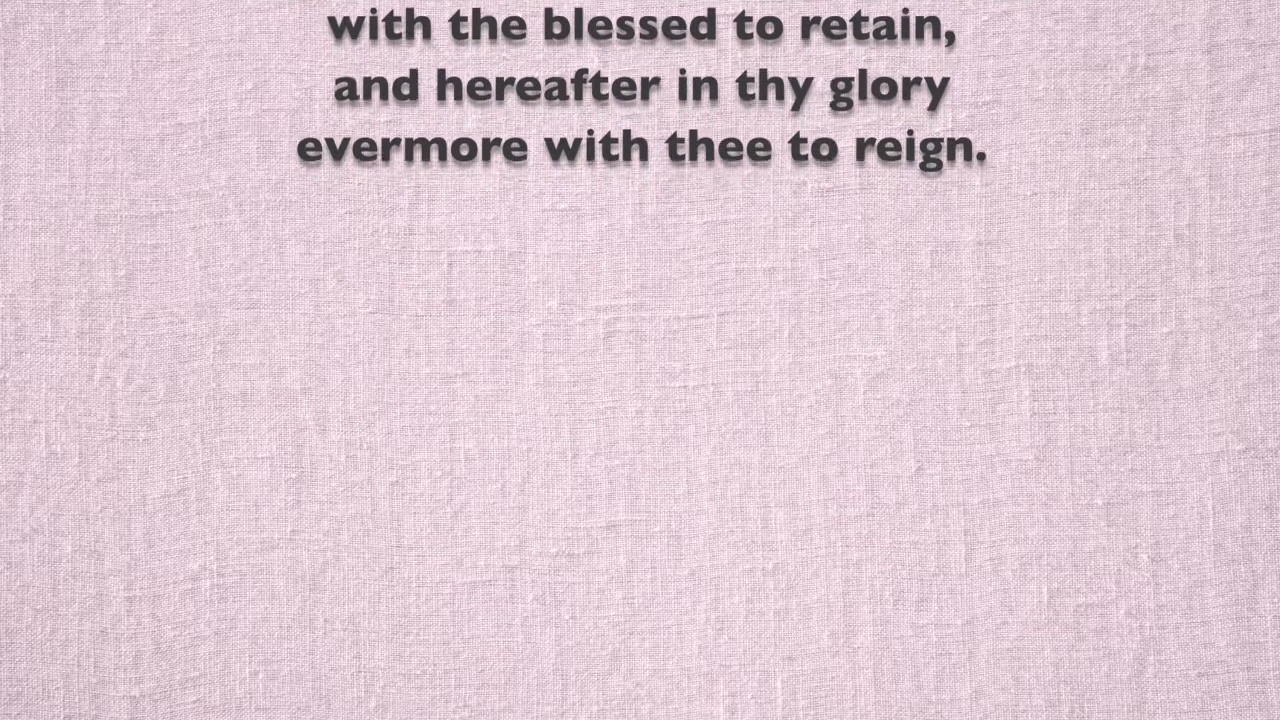 with the blessed to retain,
and hereafter in thy glory
evermore with thee to reign.